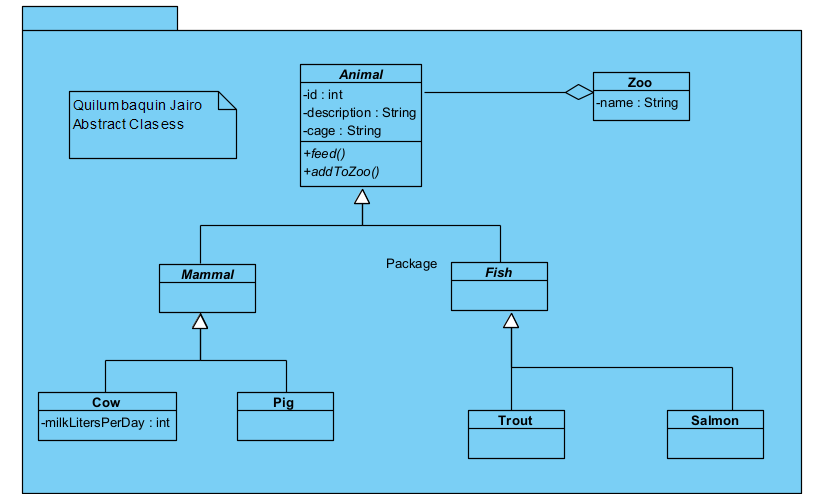 Animal
-id : int
-description : String
-cage : String
+feed()
+addToZoo()
Zoo
-name : String
Quilumbaquin Jairo
Abstract Clasess
Mammal
Package
Fish
Cow
-milkLitersPerDay : int
Pig
Trout
Salmon